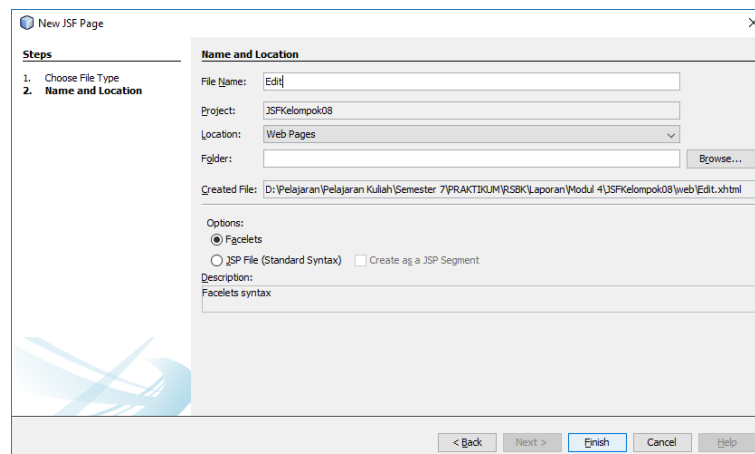 New JSF Page
Steps
1. Choose File Type
2. Name and Location
Name and Location
File Name: Edit
Project: JSFKelompok08
Location: Web Pages
Folder: Browse...
Created File: D:\Pelajaran\Pelajaran Kuliah\Semester 7\PRAKTIKUM\RSBK\Laporan\Modul 4\JSFKelompok08\web\Edit.xhtml
Options:
Facelets
JSP File (Standard Syntax) Create as a JSP Segment
Description:
Facelets syntax
< Back Next > Finish Cancel Help